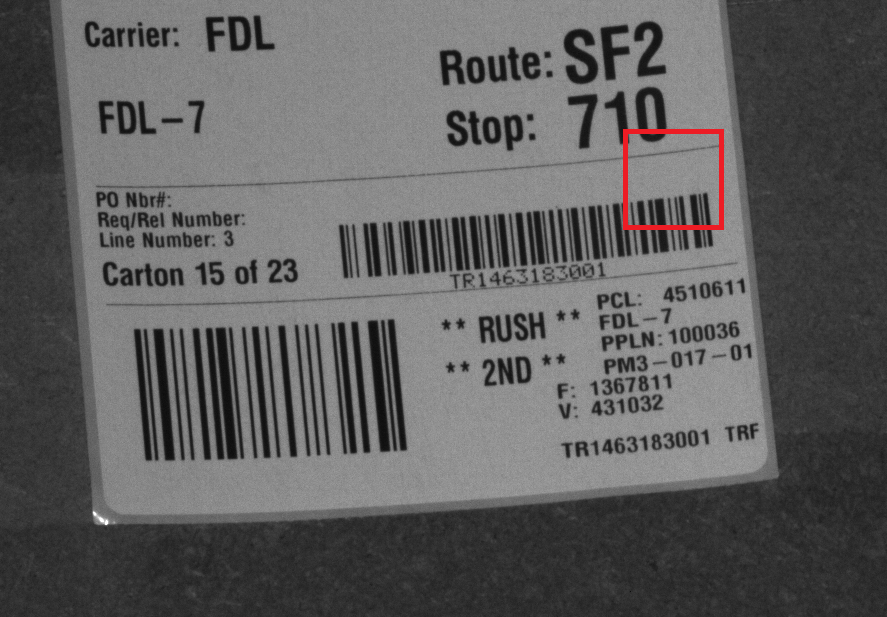 Carrier: FDL
Route: SF2
FDL-7
Stop: 710
PO Nbr#:
Req/Rel Number:
Line Number: 3
Carton 15 of 23
TR1463183001
** RUSH **
** 2ND **
PCL: 4510611
FDL-7
PPLN: 100036
PM3-017-01
F: 1367811
V: 431032
TR1463183001 TRF